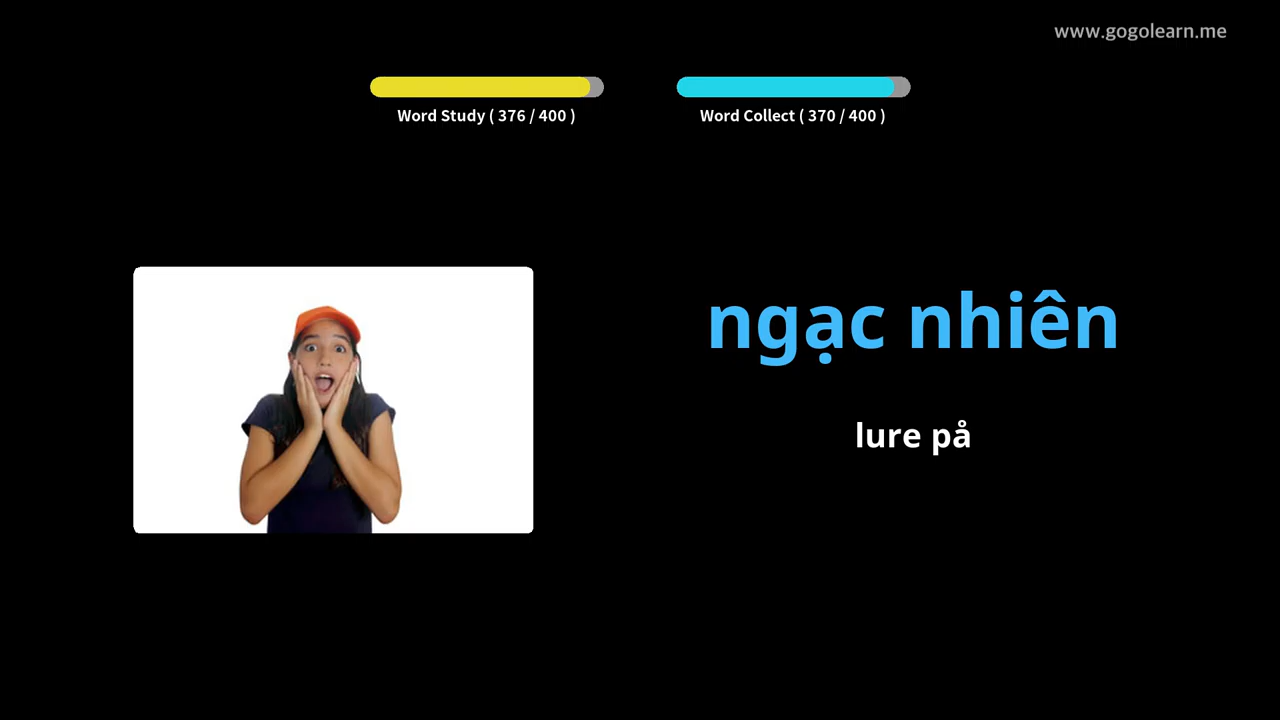 www.gogolearn.me
Word Study ( 376 / 400 )
Word Collect ( 370 / 400 )
ngạc nhiên
lure på